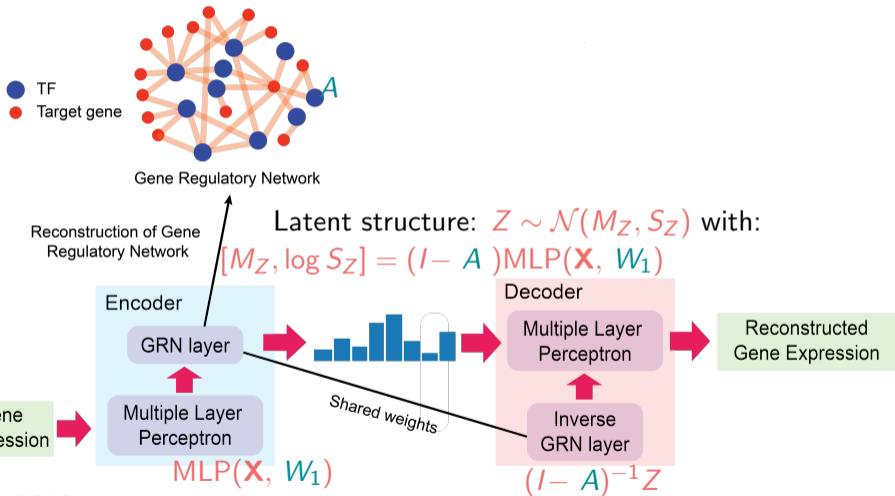 TF
Target gene
A
Gene Regulatory Network
Reconstruction of Gene
Regulatory Network
Latent structure: Z ∼ 𝒩(M_Z, S_Z) with:
[M_Z, log S_Z] = (I− A )MLP(X, W_1)
Encoder
GRN layer
Multiple Layer
Perceptron
MLP(X, W_1)
Shared weights
Decoder
Multiple Layer
Perceptron
Inverse
GRN layer
(I− A)^{−1}Z
Reconstructed
Gene Expression